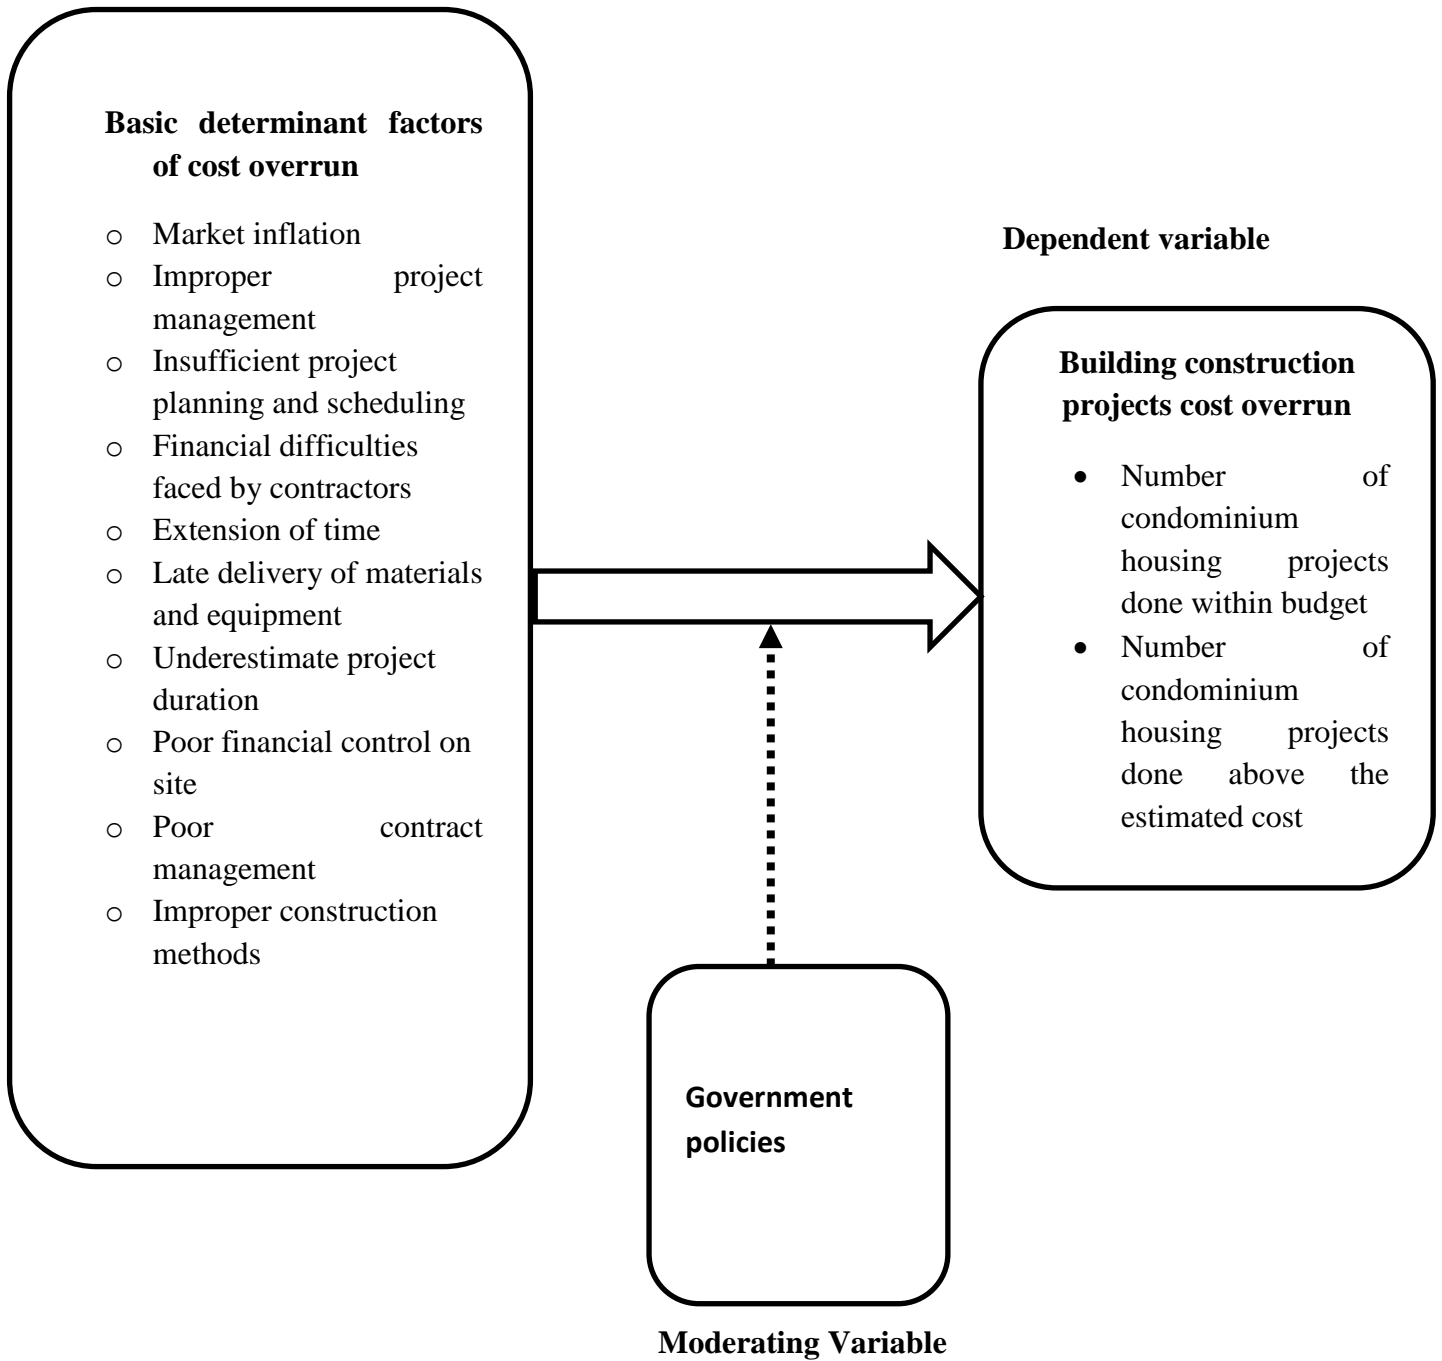 Basic determinant factors
of cost overrun
○ Market inflation
○ Improper project
management
○ Insufficient project
planning and scheduling
○ Financial difficulties
faced by contractors
○ Extension of time
○ Late delivery of materials
and equipment
○ Underestimate project
duration
○ Poor financial control on
site
○ Poor contract
management
○ Improper construction
methods
Dependent variable
Building construction
projects cost overrun
• Number of
condominium
housing projects
done within budget
• Number of
condominium
housing projects
done above the
estimated cost
Government
policies
Moderating Variable